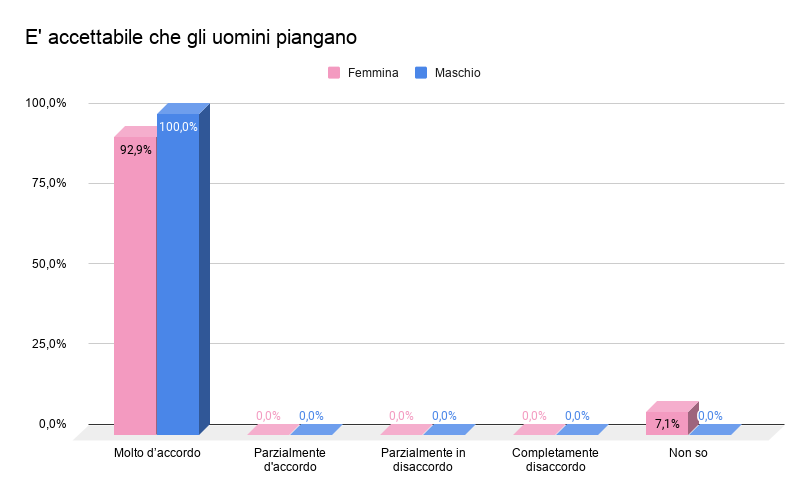 E' accettabile che gli uomini piangano
Femmina Maschio
100,0%
75,0%
50,0%
25,0%
0,0%
92,9% 100,0%
0,0% 0,0%
0,0% 0,0%
0,0% 0,0%
7,1% 0,0%
Molto d’accordo
Parzialmente
d'accordo
Parzialmente in
disaccordo
Completamente
disaccordo
Non so